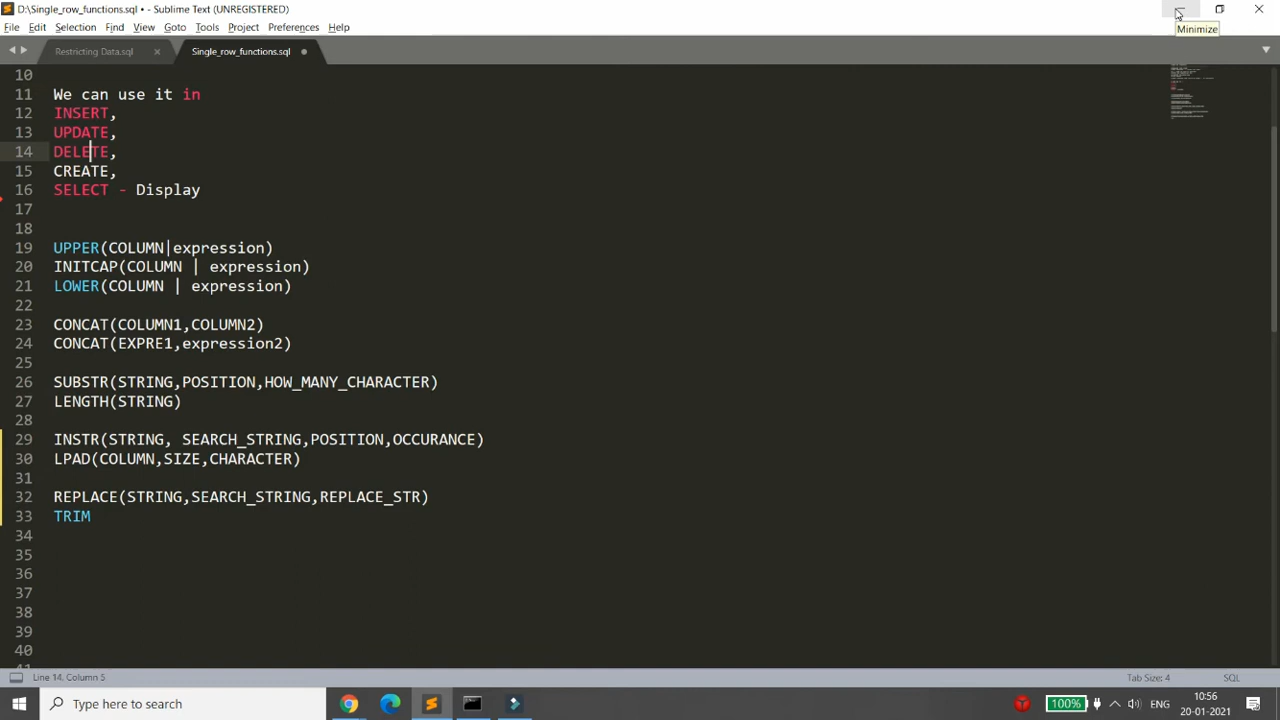 D:\Single_row_functions.sql • - Sublime Text (UNREGISTERED)
File Edit Selection Find View Goto Tools Project Preferences Help
Minimize
Restricting Data.sql × Single_row_functions.sql
10
11 We can use it in
12 INSERT,
13 UPDATE,
14 DELETE,
15 CREATE,
16 SELECT - Display
17
18
19 UPPER(COLUMN|expression)
20 INITCAP(COLUMN | expression)
21 LOWER(COLUMN | expression)
22
23 CONCAT(COLUMN1,COLUMN2)
24 CONCAT(EXPRE1,expression2)
25
26 SUBSTR(STRING,POSITION,HOW_MANY_CHARACTER)
27 LENGTH(STRING)
28
29 INSTR(STRING, SEARCH_STRING,POSITION,OCCURANCE)
30 LPAD(COLUMN,SIZE,CHARACTER)
31
32 REPLACE(STRING,SEARCH_STRING,REPLACE_STR)
33 TRIM
34
35
36
37
38
39
40
Line 14, Column 5 Tab Size: 4 SQL
Type here to search 100% ENG 10:56
20-01-2021